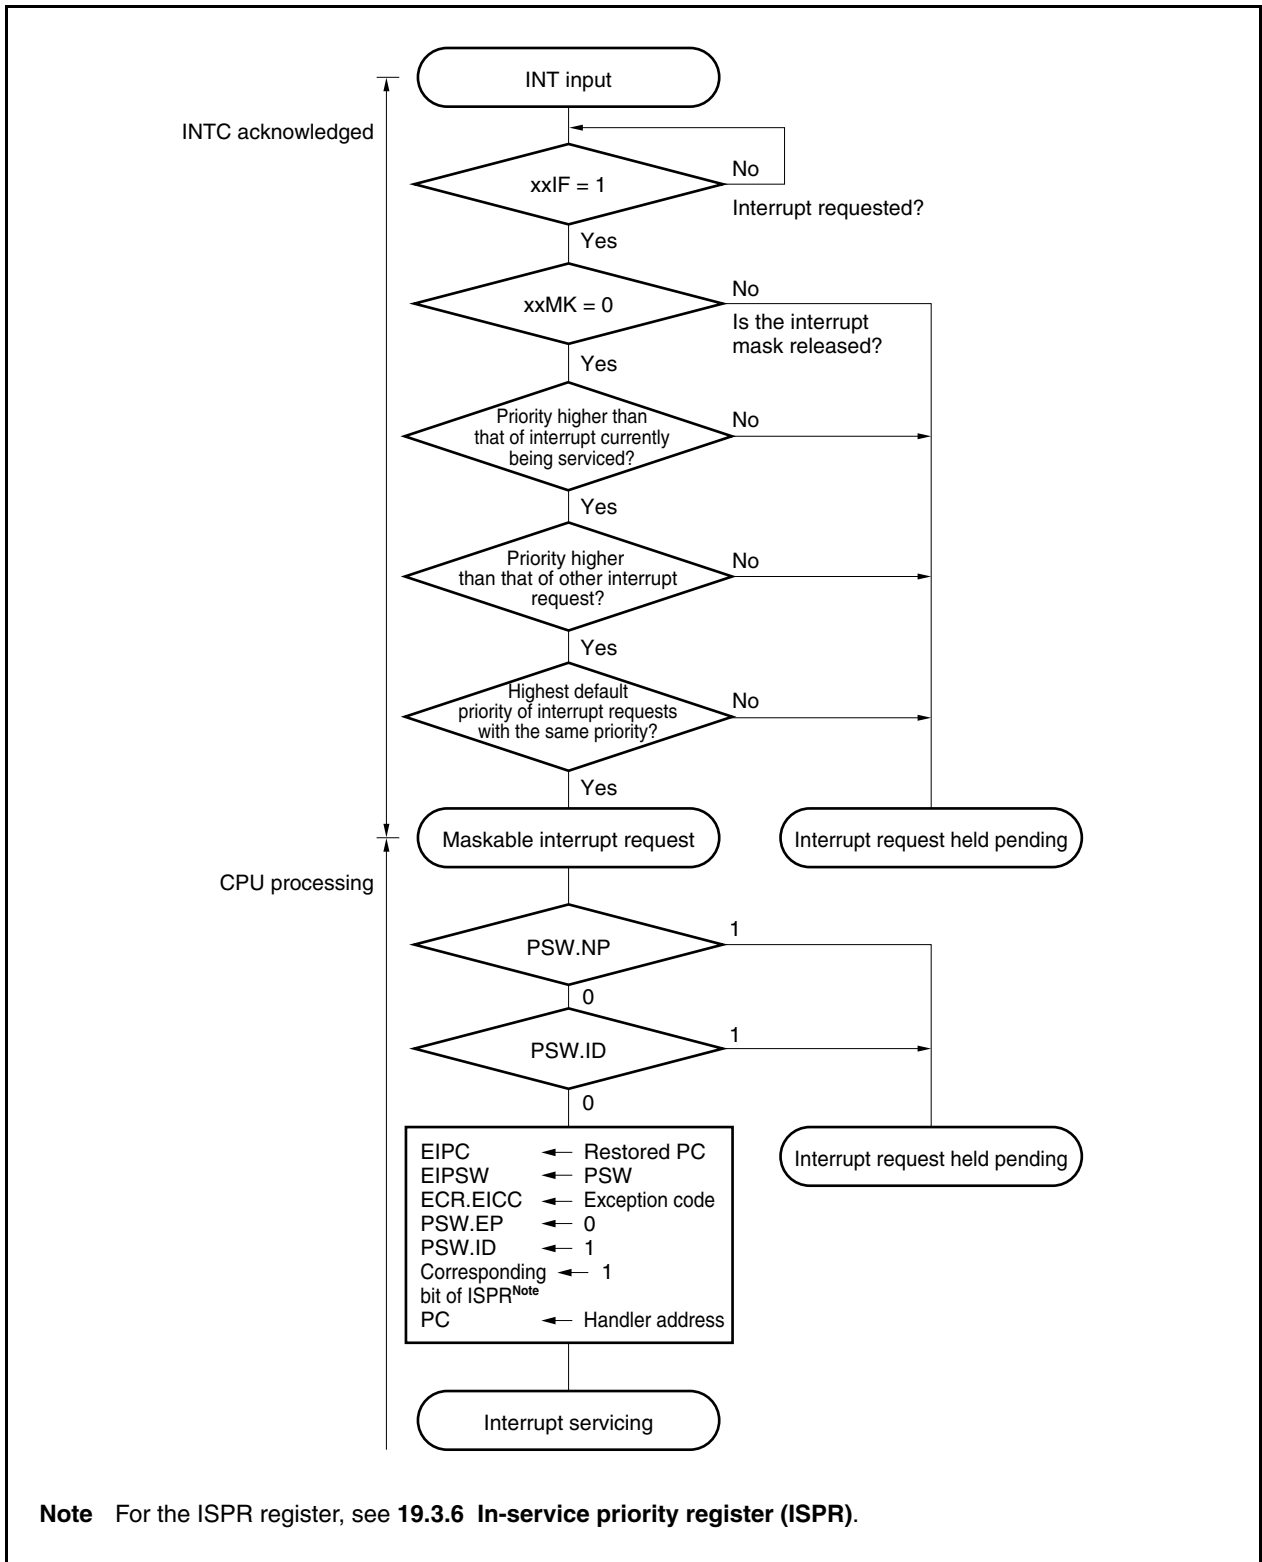 INT input
INTC acknowledged
xxIF = 1
No
Interrupt requested?
Yes
xxMK = 0
No
Is the interrupt
mask released?
Yes
Priority higher than
that of interrupt currently
being serviced?
No
Yes
Priority higher
than that of other interrupt
request?
No
Yes
Highest default
priority of interrupt requests
with the same priority?
No
Yes
Maskable interrupt request
Interrupt request held pending
CPU processing
PSW.NP
1
0
PSW.ID
1
0
EIPC ← Restored PC
EIPSW ← PSW
ECR.EICC ← Exception code
PSW.EP ← 0
PSW.ID ← 1
Corresponding ← 1
bit of ISPRNote
PC ← Handler address
Interrupt request held pending
Interrupt servicing
Note For the ISPR register, see 19.3.6 In-service priority register (ISPR).